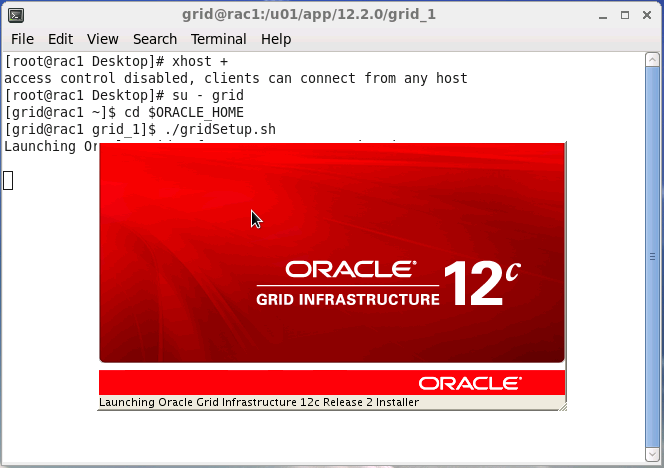 grid@rac1:/u01/app/12.2.0/grid_1
File Edit View Search Terminal Help
[root@rac1 Desktop]# xhost +
access control disabled, clients can connect from any host
[root@rac1 Desktop]# su - grid
[grid@rac1 ~]$ cd $ORACLE_HOME
[grid@rac1 grid_1]$ ./gridSetup.sh
Launching
ORACLE
GRID INFRASTRUCTURE 12c
ORACLE
Launching Oracle Grid Infrastructure 12c Release 2 Installer